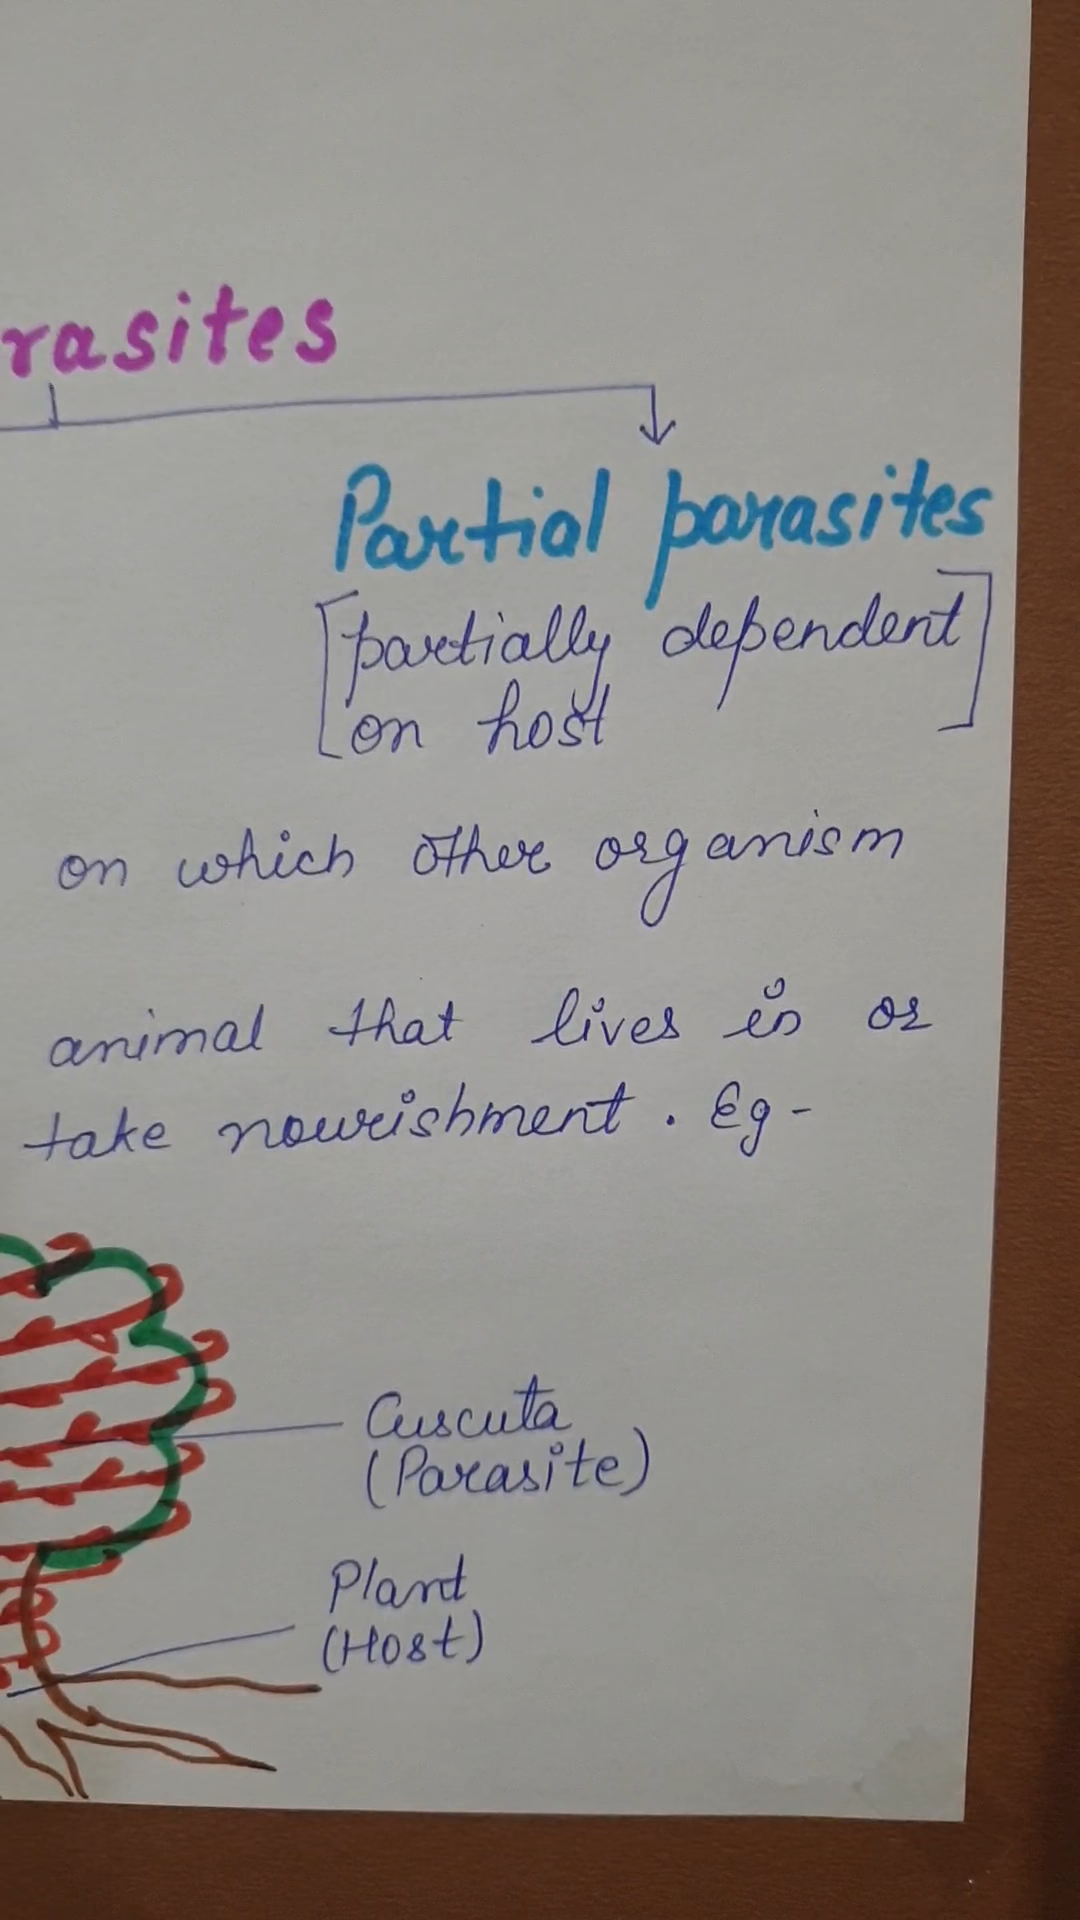 rasites
Partial parasites
[partially dependent
on host]
on which other organism
animal that lives in or
take nourishment. Eg -
Cuscuta
(Parasite)
Plant
(Host)